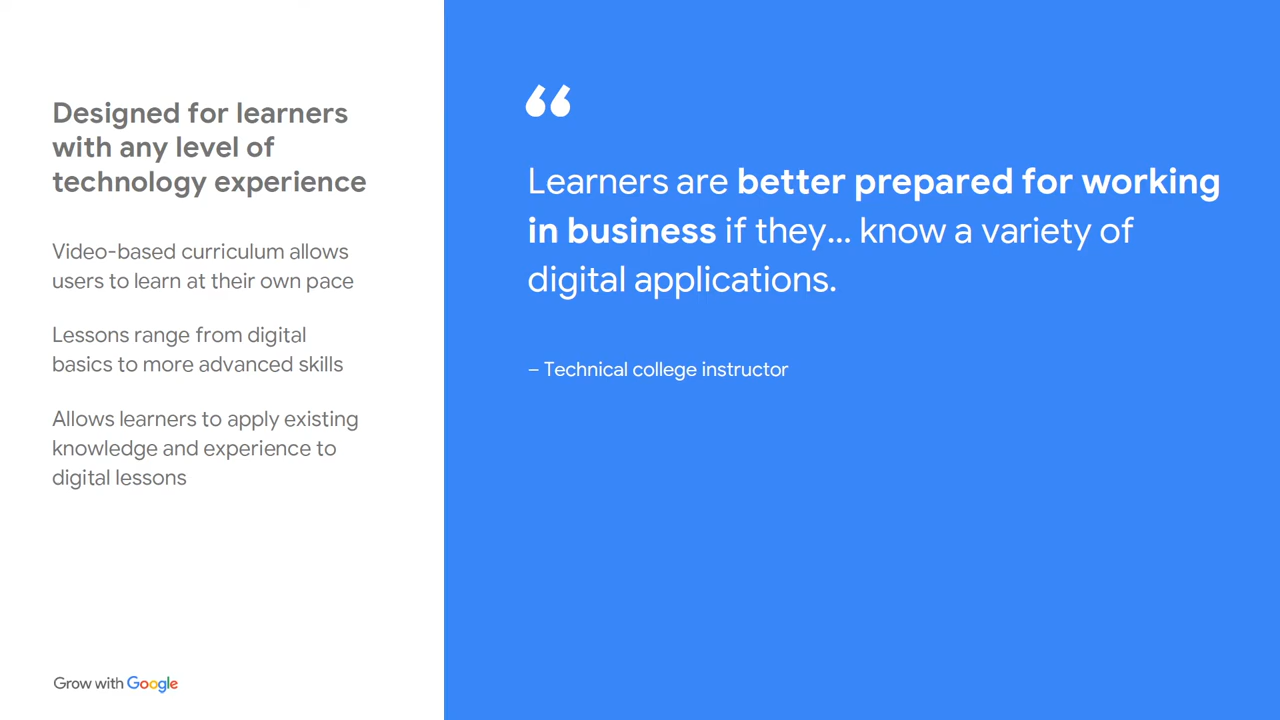 Designed for learners
with any level of
technology experience
Video-based curriculum allows
users to learn at their own pace
Lessons range from digital
basics to more advanced skills
Allows learners to apply existing
knowledge and experience to
digital lessons
Grow with Google
“
Learners are better prepared for working
in business if they... know a variety of
digital applications.
– Technical college instructor